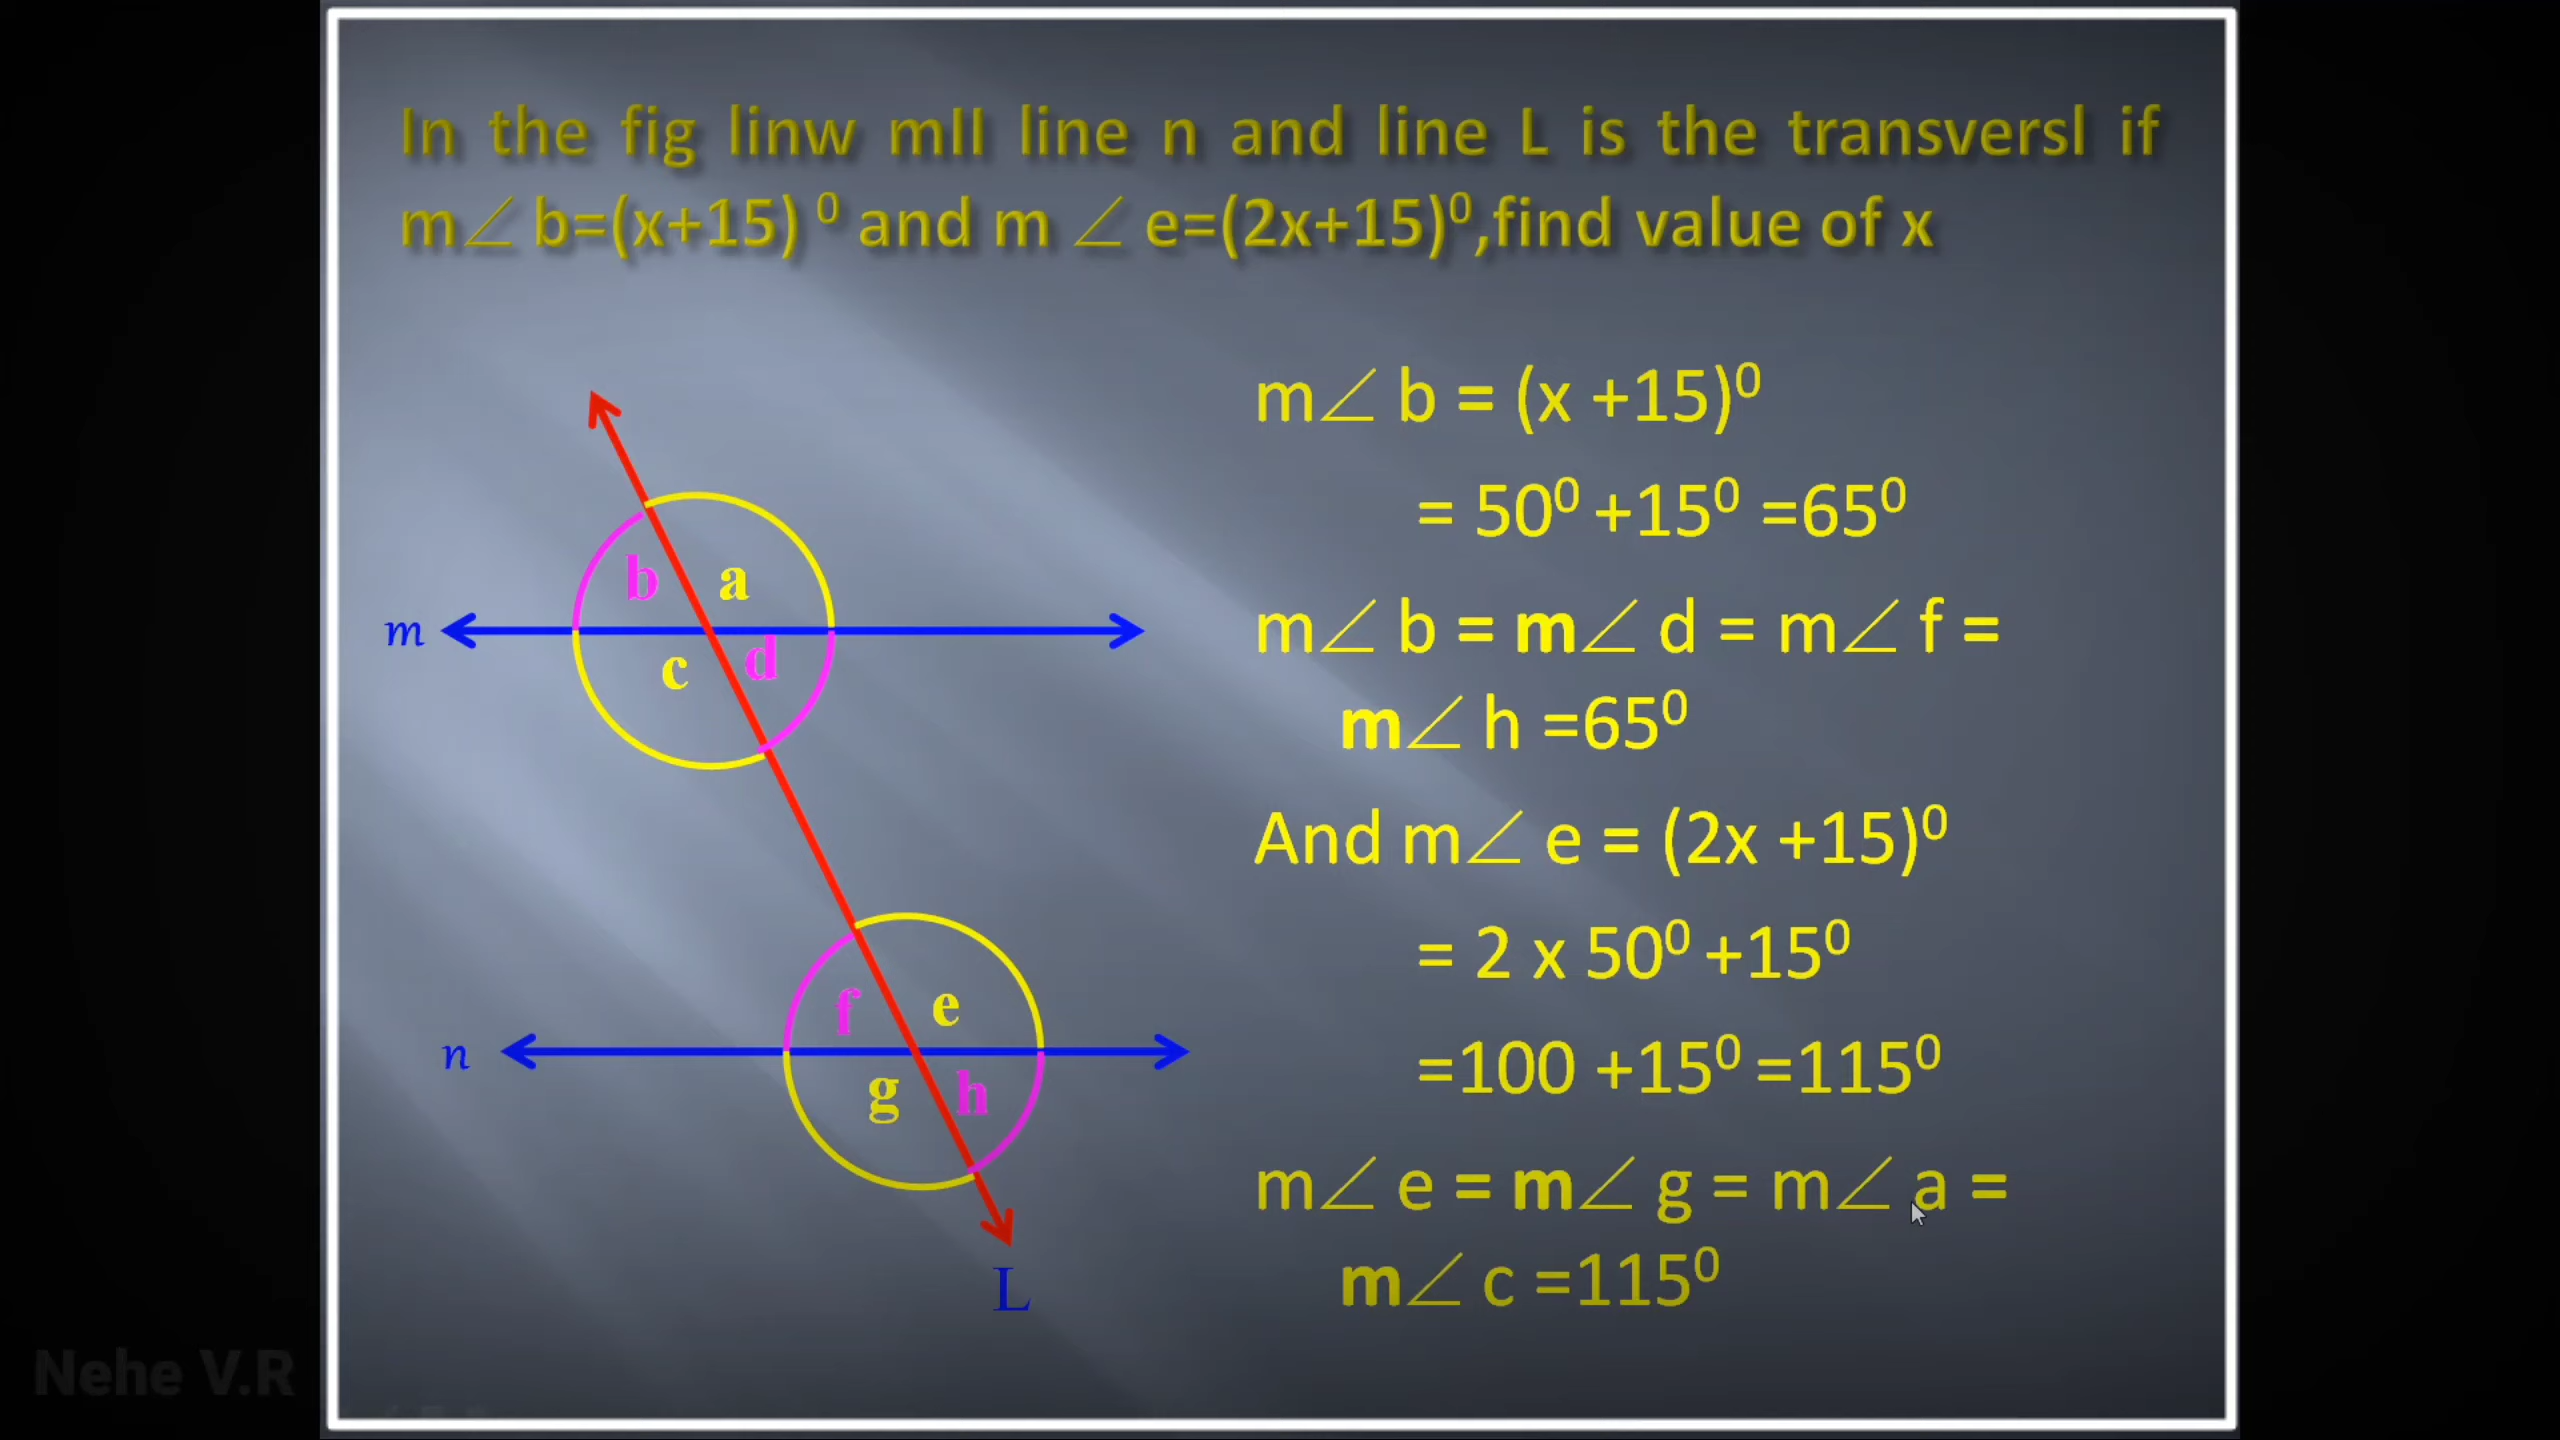 In the fig linw mII line n and line L is the transversl if
m∠ b=(x+15) ⁰ and m ∠ e=(2x+15)⁰,find value of x
m∠ b = (x +15)⁰
= 50⁰ +15⁰ =65⁰
m∠ b = m∠ d = m∠ f =
m∠ h =65⁰
And m∠ e = (2x +15)⁰
= 2 x 50⁰ +15⁰
=100 +15⁰ =115⁰
m∠ e = m∠ g = m∠ a =
m∠ c =115⁰
b a
m
c d
f e
n
g h
L
Nehe V.R